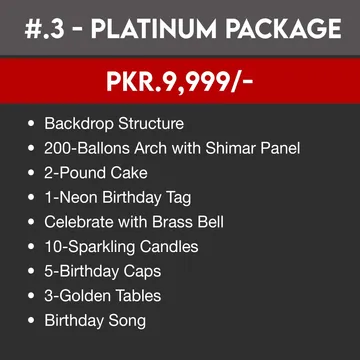 #.3 - PLATINUM PACKAGE
PKR.9,999/-
• Backdrop Structure
• 200-Ballons Arch with Shimar Panel
• 2-Pound Cake
• 1-Neon Birthday Tag
• Celebrate with Brass Bell
• 10-Sparkling Candles
• 5-Birthday Caps
• 3-Golden Tables
• Birthday Song